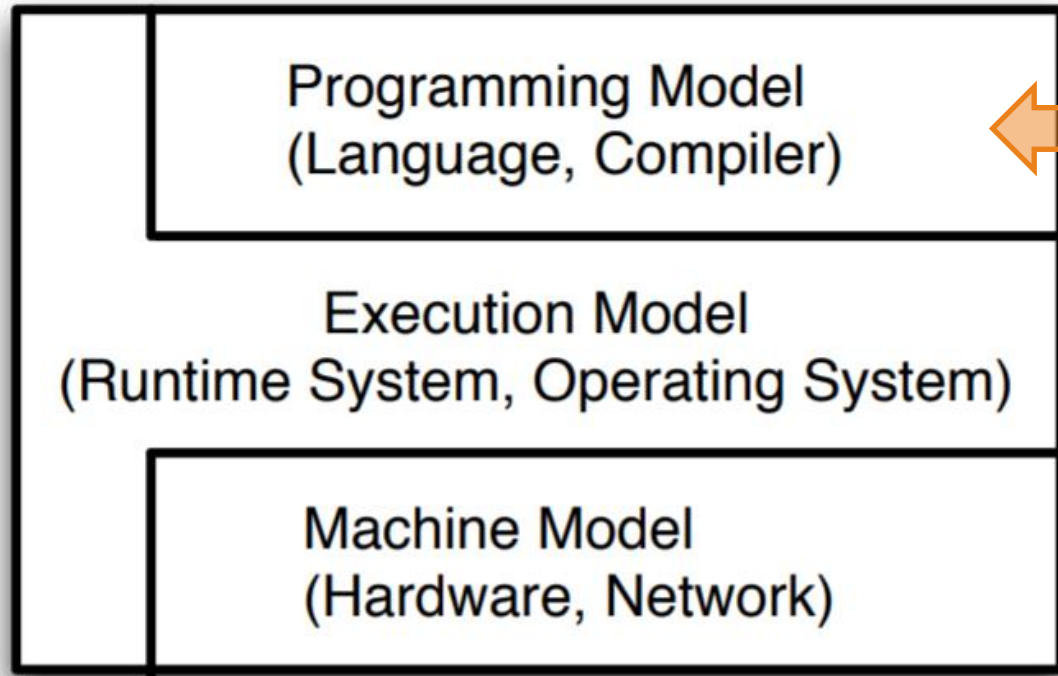 Programming Model
(Language, Compiler)
Execution Model
(Runtime System, Operating System)
Machine Model
(Hardware, Network)